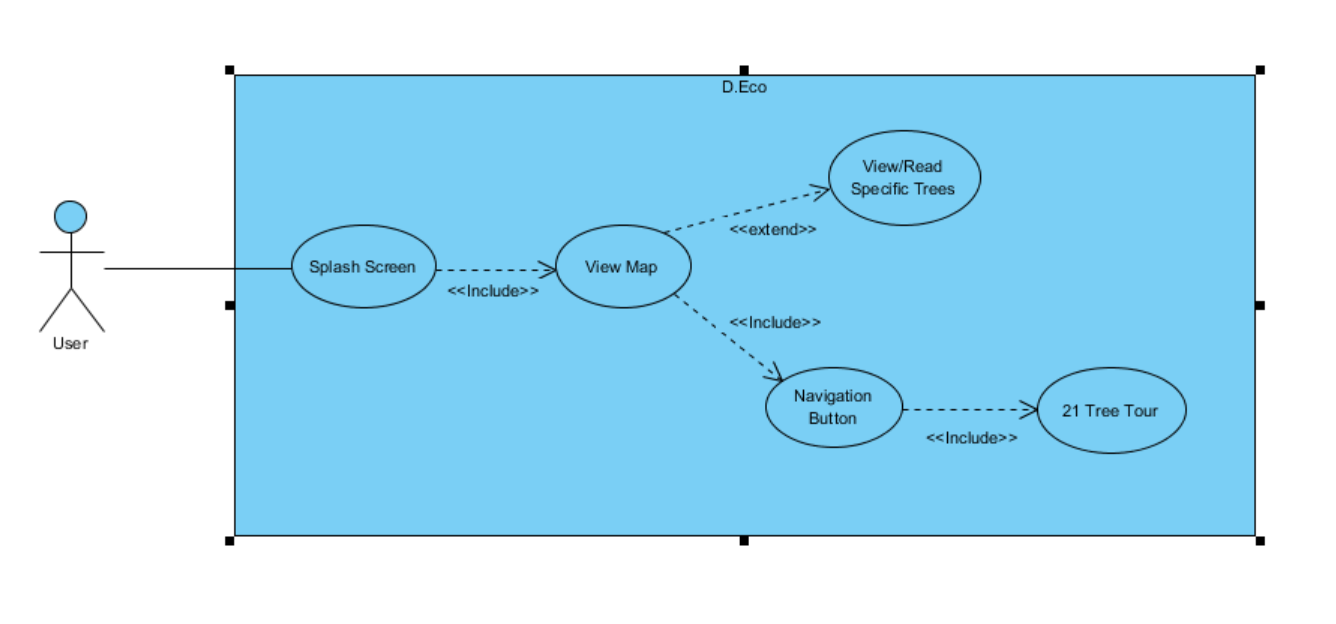 D.Eco
View/Read
Specific Trees
<<extend>>
Splash Screen
<<Include>>
View Map
<<Include>>
User
Navigation
Button
<<Include>>
21 Tree Tour